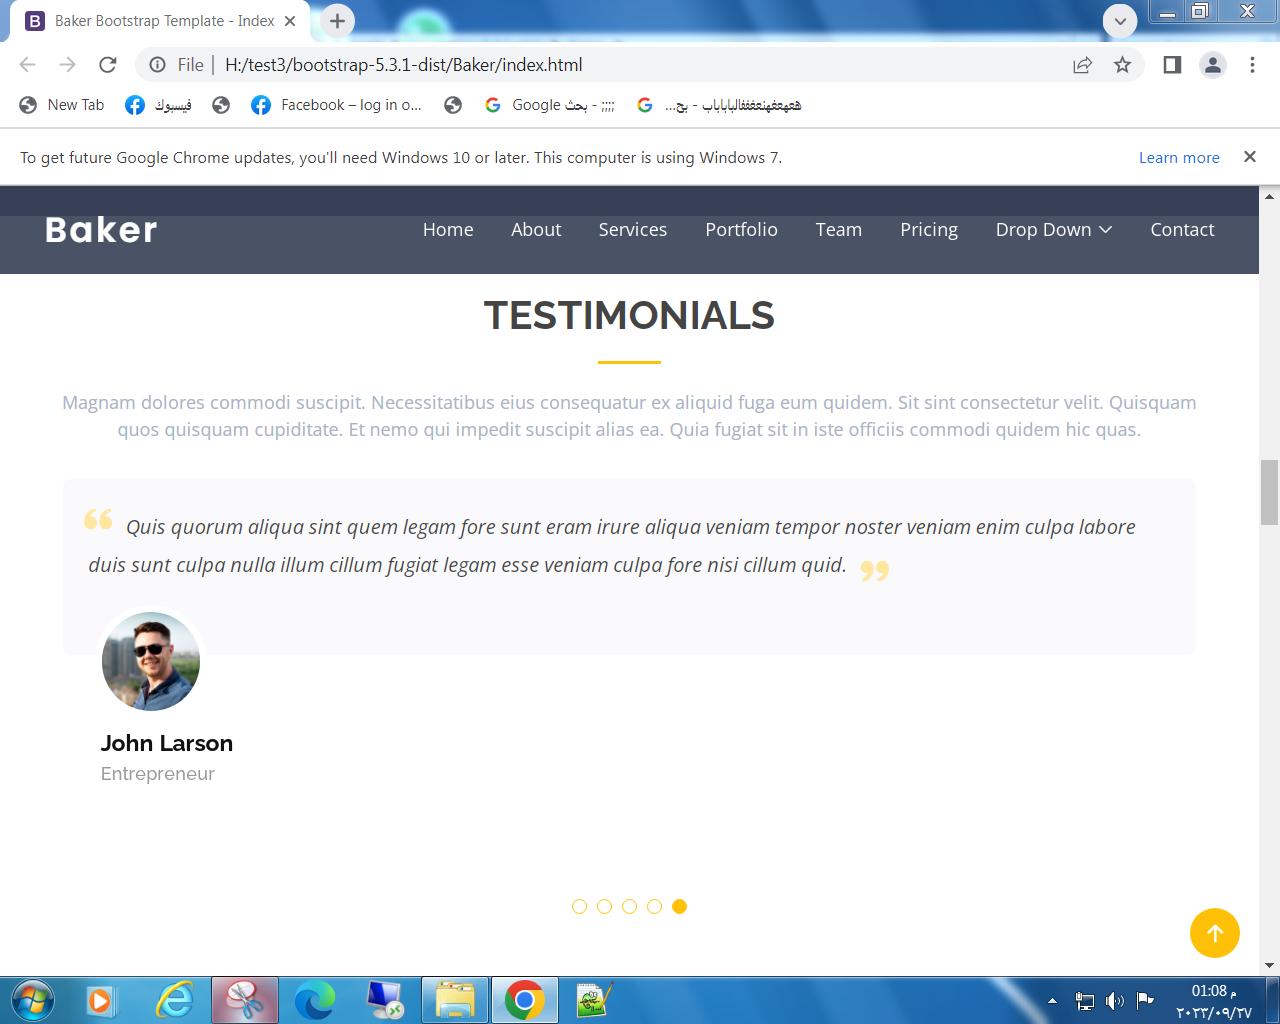 Baker Bootstrap Template - Index
File
H:/test3/bootstrap-5.3.1-dist/Baker/index.html
New Tab
فيسبوك
Facebook – log in o...
Google بحث - ;;;;
To get future Google Chrome updates, you'll need Windows 10 or later. This computer is using Windows 7.
Learn more
Baker
Home
About
Services
Portfolio
Team
Pricing
Drop Down
Contact
TESTIMONIALS
Magnam dolores commodi suscipit. Necessitatibus eius consequatur ex aliquid fuga eum quidem. Sit sint consectetur velit. Quisquam
quos quisquam cupiditate. Et nemo qui impedit suscipit alias ea. Quia fugiat sit in iste officiis commodi quidem hic quas.
Quis quorum aliqua sint quem legam fore sunt eram irure aliqua veniam tempor noster veniam enim culpa labore
duis sunt culpa nulla illum cillum fugiat legam esse veniam culpa fore nisi cillum quid.
John Larson
Entrepreneur
01:08 م
٢٠٢٣/٠٩/٢٧